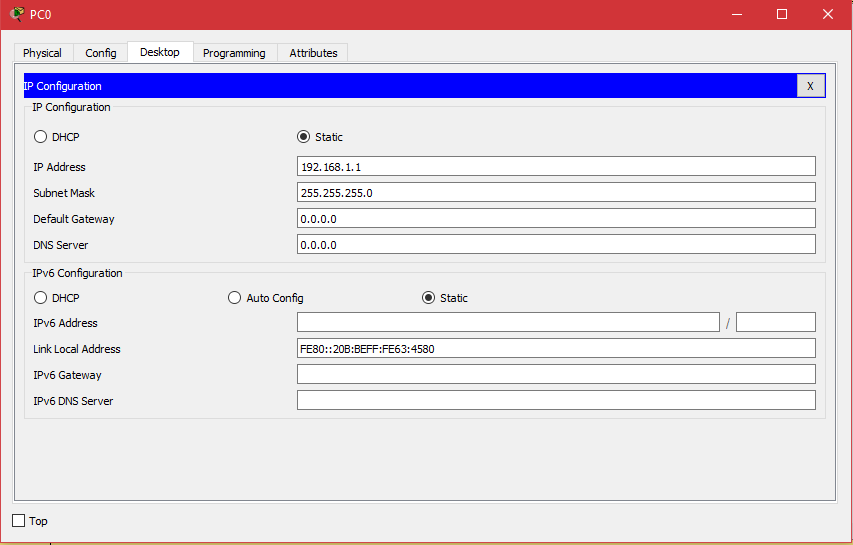 PC0
Physical Config Desktop Programming Attributes
IP Configuration X
IP Configuration
DHCP Static
IP Address 192.168.1.1
Subnet Mask 255.255.255.0
Default Gateway 0.0.0.0
DNS Server 0.0.0.0
IPv6 Configuration
DHCP Auto Config Static
IPv6 Address /
Link Local Address FE80::20B:BEFF:FE63:4580
IPv6 Gateway
IPv6 DNS Server
Top